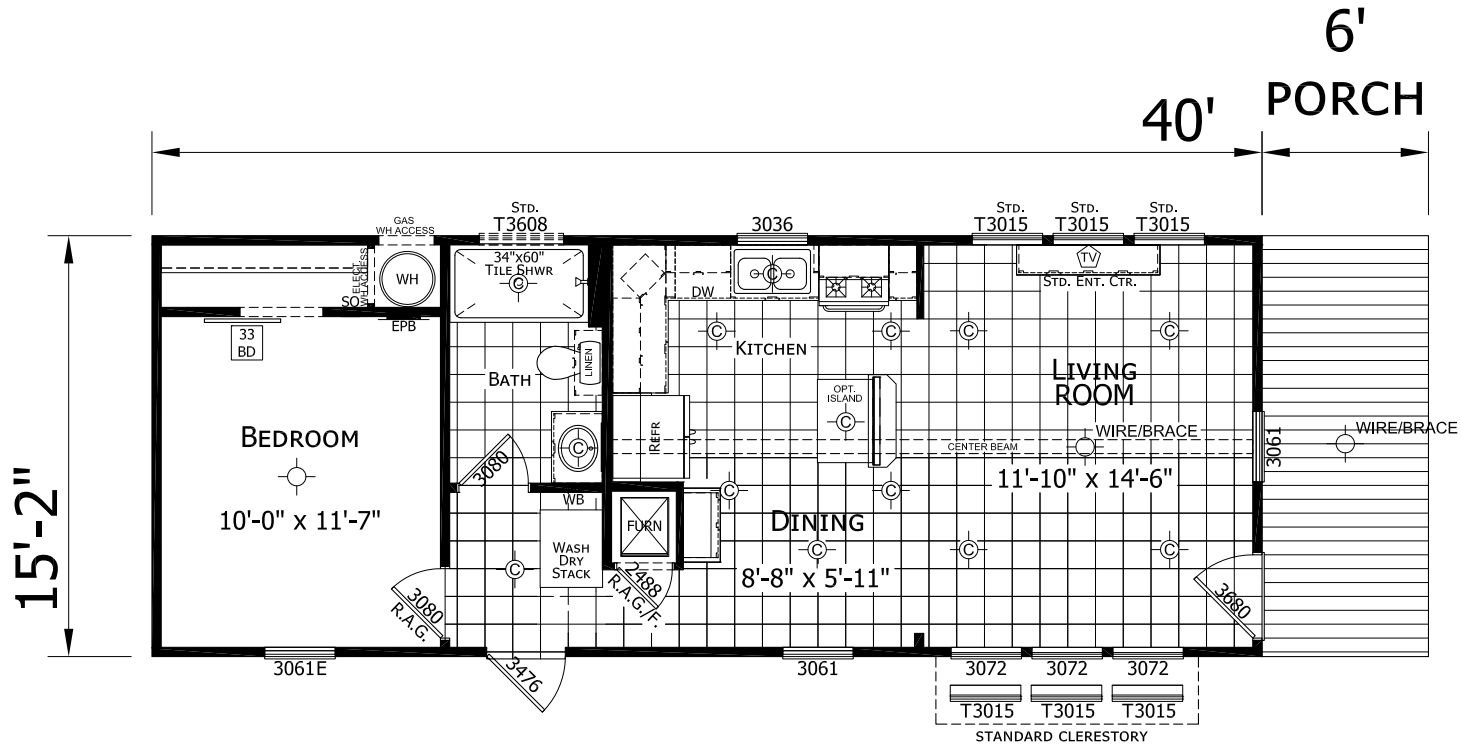 6'
PORCH
40'
15'-2"
GAS
WH ACCESS
STD.
T3608
3036
STD.
T3015
STD.
T3015
STD.
T3015
34"x60"
TILE SHWR
C
WH
ELECT
WH ACCESS
SO
EPB
33
BD
DW
C
TV
STD. ENT. CTR.
C
C
C
C
KITCHEN
LINEN
BATH
LIVING
ROOM
OPT.
ISLAND
C
REFR
BEDROOM
10'-0" x 11'-7"
C
3080
CENTER BEAM
WIRE/BRACE
11'-10" x 14'-6"
3061
WIRE/BRACE
WB
C
C
FURN
DINING
8'-8" x 5'-11"
WASH
DRY
STACK
C
C
C
C
2488
R.A.G./F.
3080
R.A.G.
3680
3061E
3476
3061
3072
3072
3072
T3015
T3015
T3015
STANDARD CLERESTORY